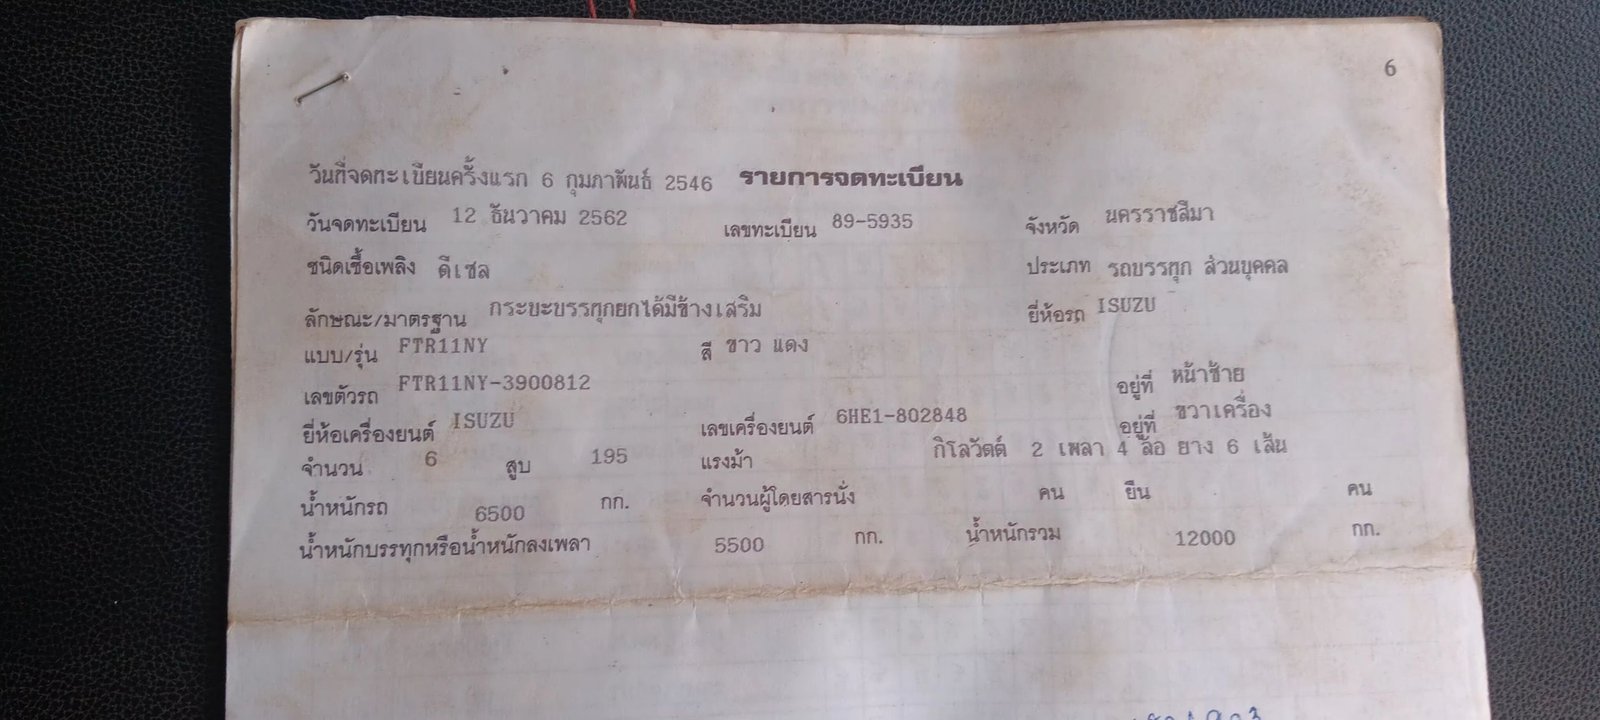 6
วันที่จดทะเบียนครั้งแรก 6 กุมภาพันธ์ 2546 รายการจดทะเบียน
วันจดทะเบียน 12 ธันวาคม 2562 เลขทะเบียน 89-5935 จังหวัด นครราชสีมา
ชนิดเชื้อเพลิง ดีเซล ประเภท รถบรรทุก ส่วนบุคคล
ลักษณะ/มาตรฐาน กระบะบรรทุกยกได้มีข้างเสริม ยี่ห้อรถ ISUZU
แบบ/รุ่น FTR11NY สี ขาว แดง
เลขตัวรถ FTR11NY-3900812 อยู่ที่ หน้าซ้าย
ยี่ห้อเครื่องยนต์ ISUZU เลขเครื่องยนต์ 6HE1-802848 อยู่ที่ ขวาเครื่อง
จำนวน 6 สูบ 195 แรงม้า กิโลวัตต์ 2 เพลา 4 ล้อ ยาง 6 เส้น
น้ำหนักรถ 6500 กก. จำนวนผู้โดยสารนั่ง คน ยืน คน
น้ำหนักบรรทุกหรือน้ำหนักลงเพลา 5500 กก. น้ำหนักรวม 12000 กก.